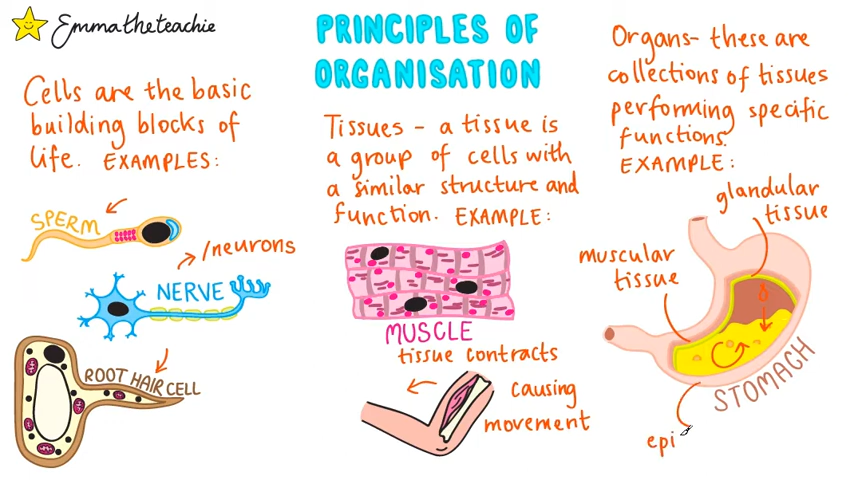 Emmatheteachie
PRINCIPLES OF
ORGANISATION
Cells are the basic
building blocks of
life. EXAMPLES:
SPERM
/neurons
NERVE
ROOT HAIR CELL
Tissues - a tissue is
a group of cells with
a similar structure and
function. EXAMPLE:
MUSCLE
tissue contracts
causing
movement
Organs- these are
collections of tissues
performing specific
functions.
EXAMPLE:
glandular
tissue
muscular
tissue
STOMACH
epi